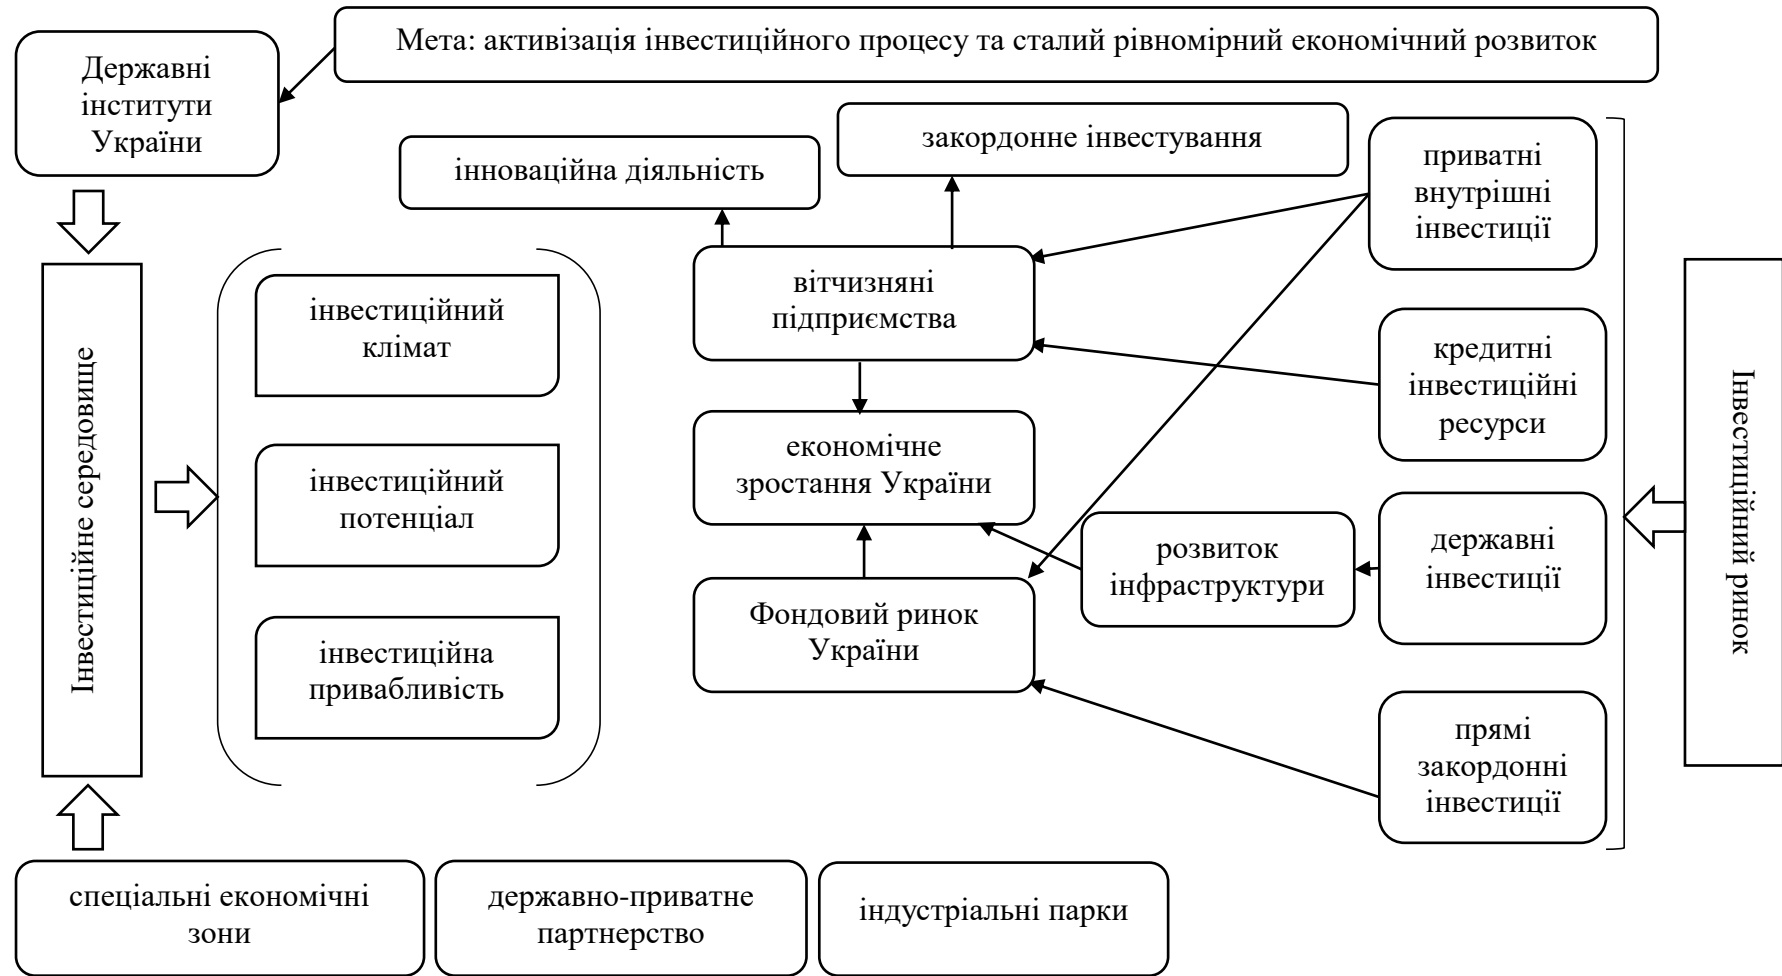 Мета: активізація інвестиційного процесу та сталий рівномірний економічний розвиток
Державні
інститути
України
закордонне інвестування
інноваційна діяльність
приватні
внутрішні
інвестиції
Інвестиційне середовище
інвестиційний
клімат
інвестиційний
потенціал
інвестиційна
привабливість
вітчизняні
підприємства
економічне
зростання України
Фондовий ринок
України
розвиток
інфраструктури
кредитні
інвестиційні
ресурси
державні
інвестиції
прямі
закордонні
інвестиції
Інвестиційний ринок
спеціальні економічні
зони
державно-приватне
партнерство
індустріальні парки